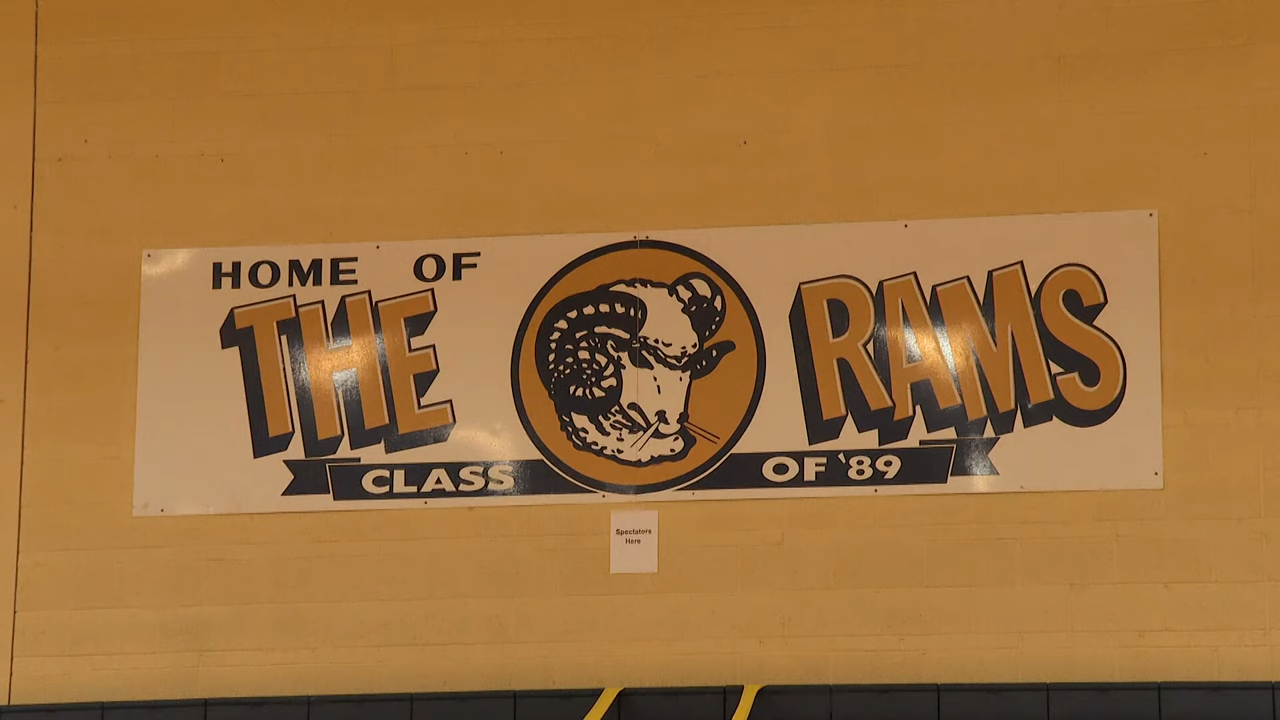 HOME OF
THE RAMS
CLASS OF '89
Spectators
Here